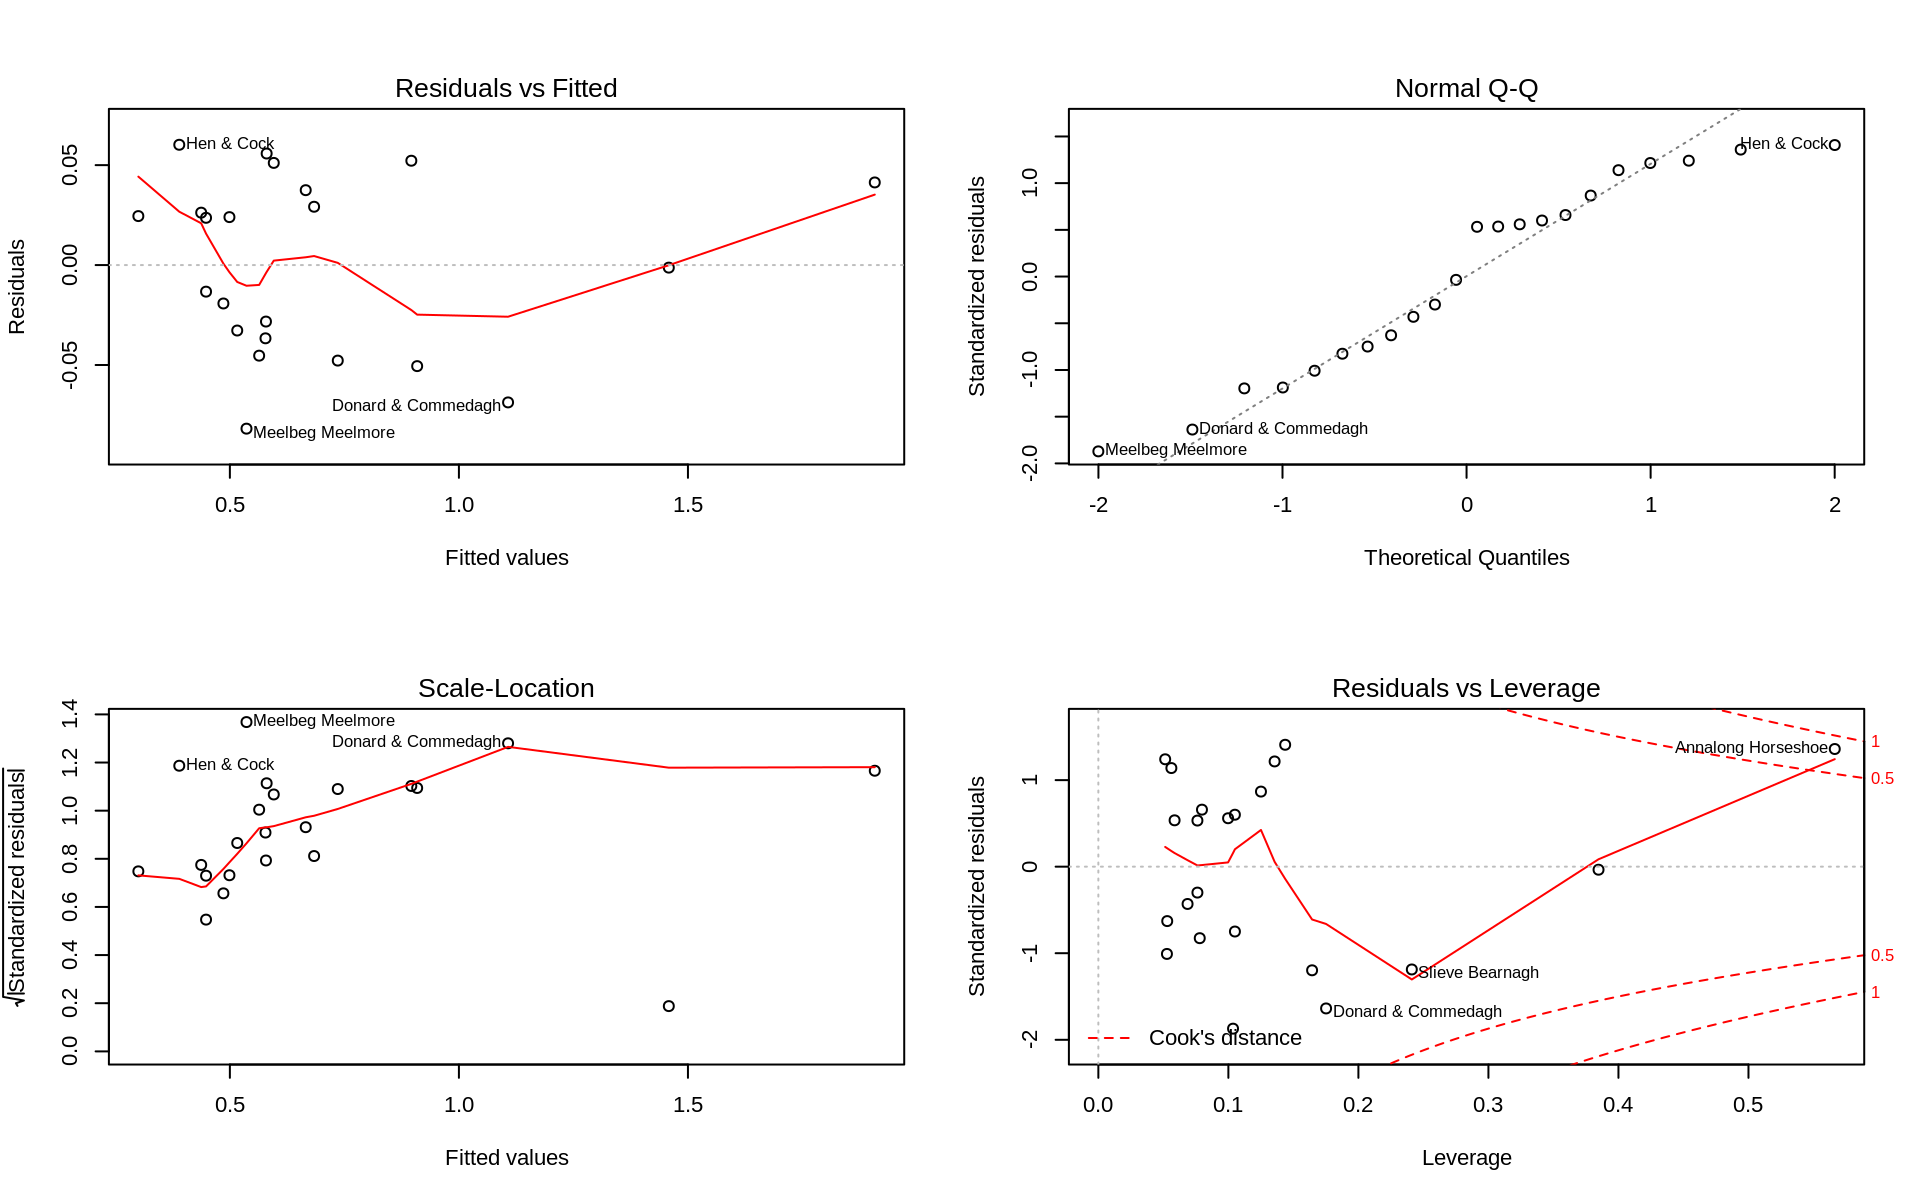 Residuals vs Fitted
Residuals
0.05
0.00
-0.05
Hen & Cock
Donard & Commedagh
Meelbeg Meelmore
0.5 1.0 1.5
Fitted values
Normal Q-Q
Standardized residuals
1.0
0.0
-1.0
-2.0
Hen & Cock
Donard & Commedagh
Meelbeg Meelmore
-2 -1 0 1 2
Theoretical Quantiles
Scale-Location
√|Standardized residuals|
1.4
1.2
1.0
0.8
0.6
0.4
0.2
0.0
Meelbeg Meelmore
Donard & Commedagh
Hen & Cock
0.5 1.0 1.5
Fitted values
Residuals vs Leverage
Standardized residuals
1
0
-1
-2
Annalong Horseshoe
1
0.5
0.5
1
Slieve Bearnagh
Donard & Commedagh
Cook's distance
0.0 0.1 0.2 0.3 0.4 0.5
Leverage